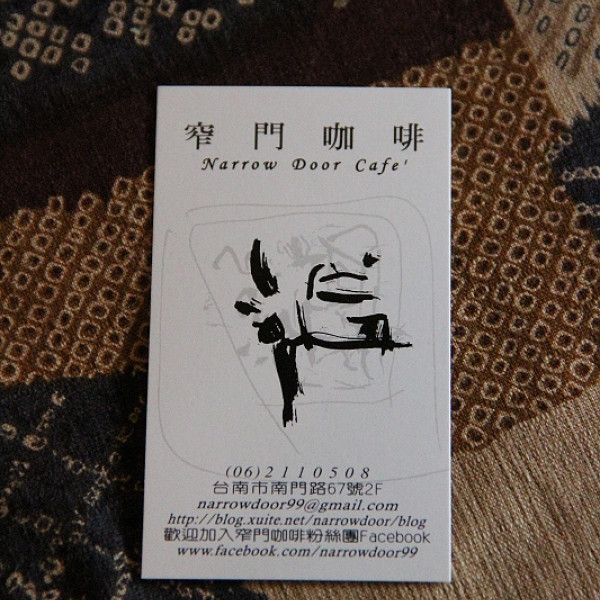 窄門咖啡
Narrow Door Cafe'
(06)2110508
台南市南門路67號2F
narrowdoor99@gmail.com
http://blog.xuite.net/narrowdoor/blog
歡迎加入窄門咖啡粉絲團Facebook
www.facebook.com/narrowdoor99